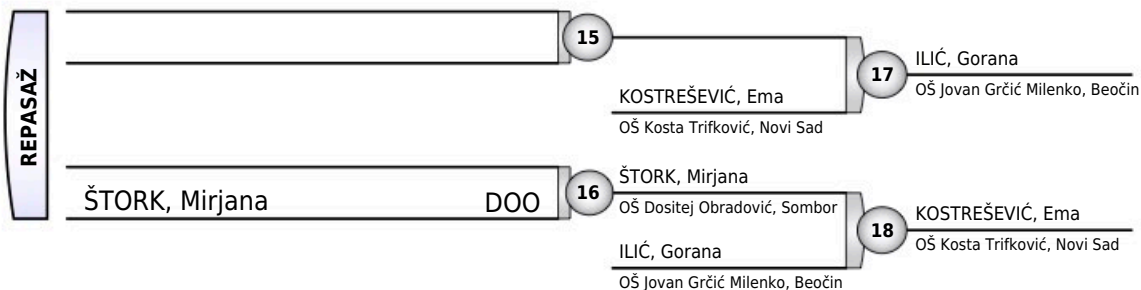 REPASAŽ
15
KOSTREŠEVIĆ, Ema
OŠ Kosta Trifković, Novi Sad
17
ILIĆ, Gorana
OŠ Jovan Grčić Milenko, Beočin
ŠTORK, Mirjana DOO
16
ŠTORK, Mirjana
OŠ Dositej Obradović, Sombor
ILIĆ, Gorana
OŠ Jovan Grčić Milenko, Beočin
18
KOSTREŠEVIĆ, Ema
OŠ Kosta Trifković, Novi Sad